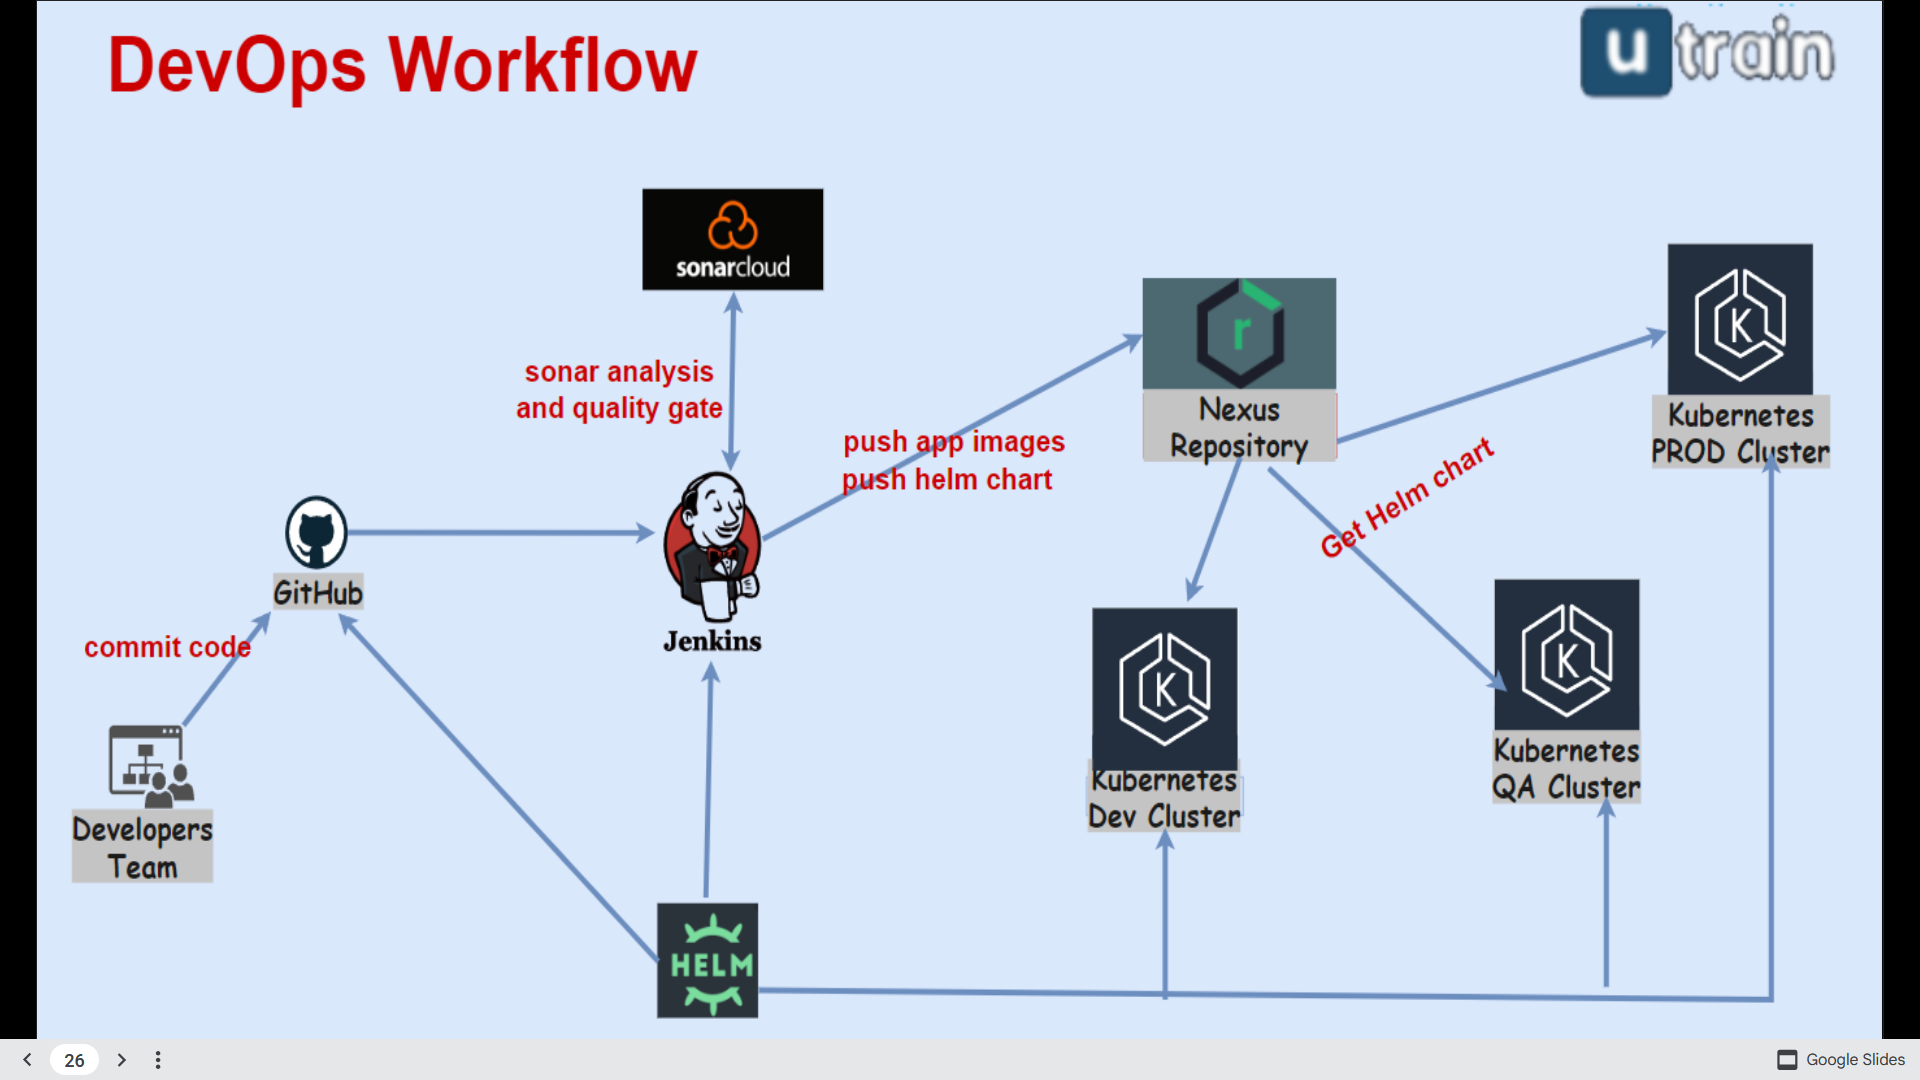 DevOps Workflow
u train
sonarcloud
sonar analysis
and quality gate
push app images
push helm chart
r
Nexus
Repository
K
Kubernetes
PROD Cluster
Get Helm chart
GitHub
Jenkins
commit code
Developers
Team
K
Kubernetes
Dev Cluster
K
Kubernetes
QA Cluster
HELM
26
Google Slides